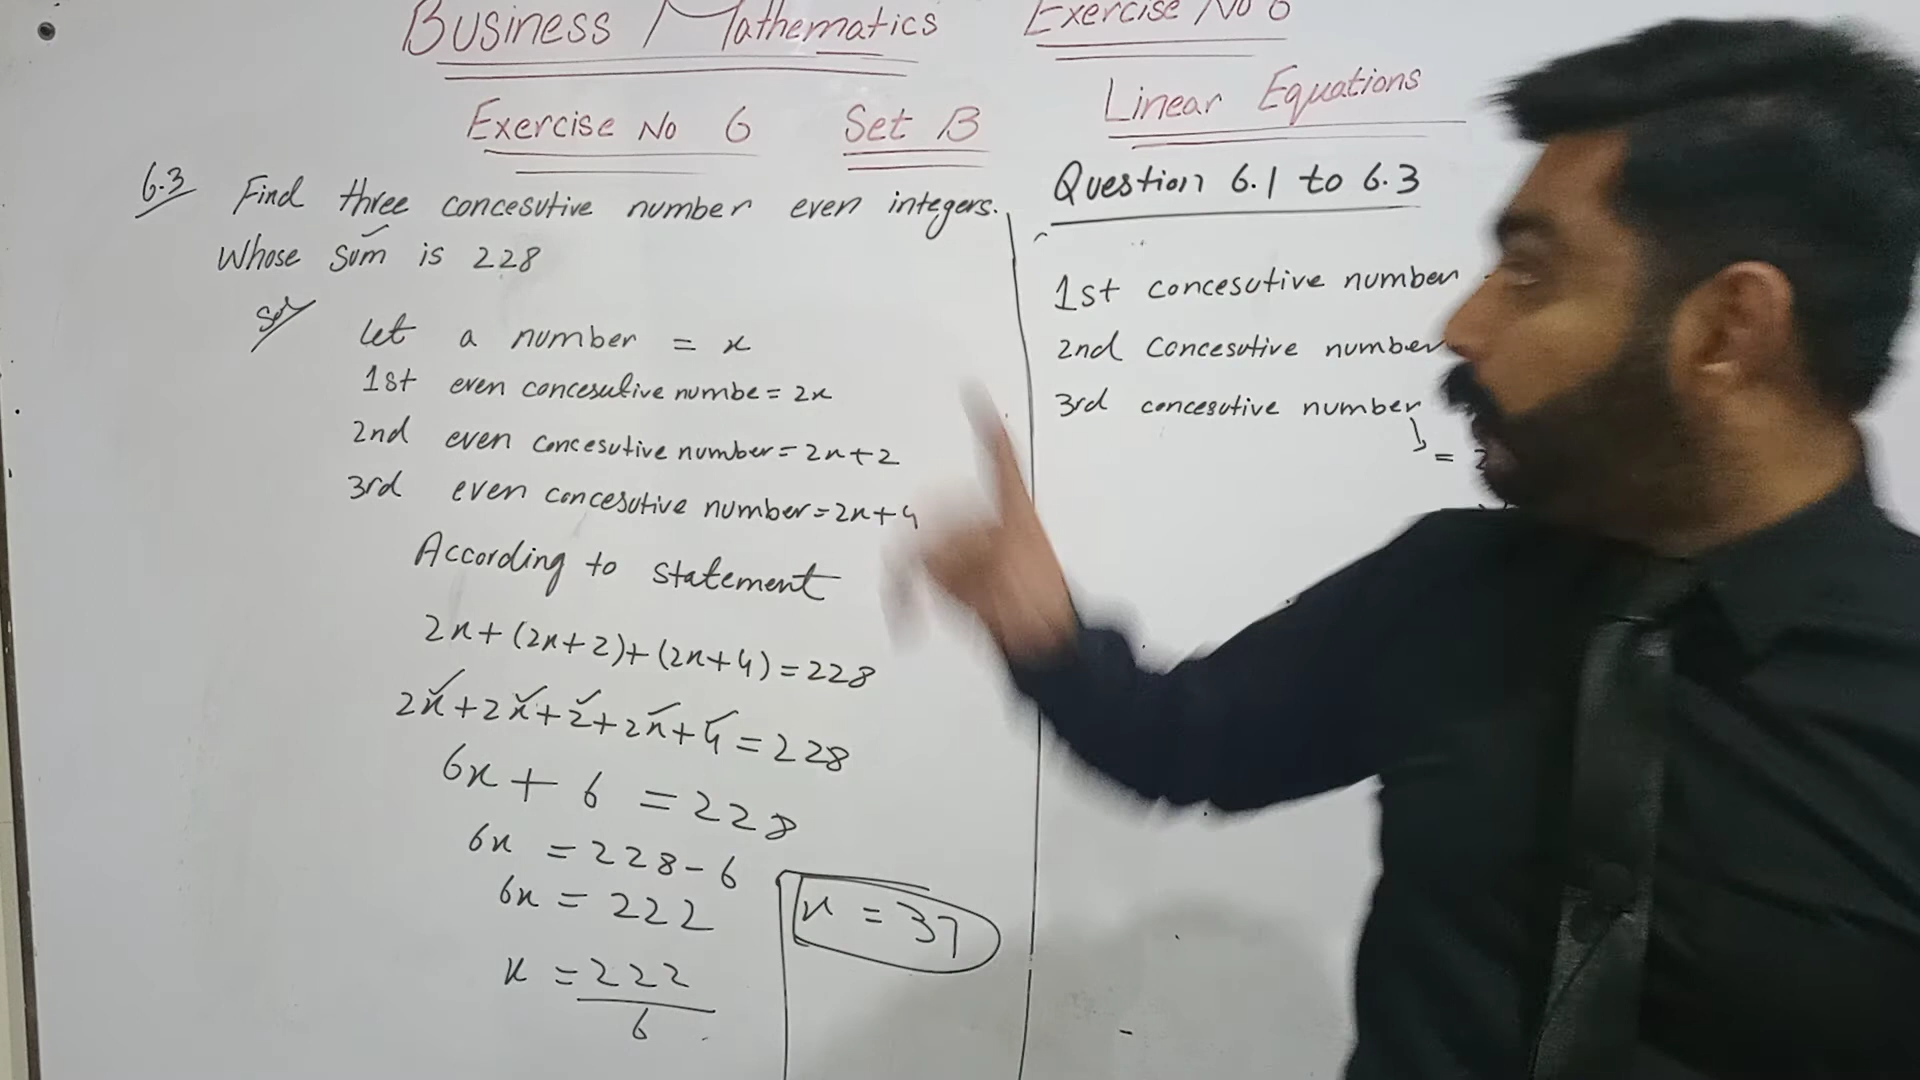 Business Mathematics
Exercise No 6
Exercise No 6 Set B
Linear Equations
6.3 Find three concesutive number even integers.
Whose sum is 228
Sol
let a number = x
1st even concesutive numbe = 2x
2nd even concesutive number = 2x+2
3rd even concesutive number = 2x+4
According to statement
2x+(2x+2)+(2x+4)=228
2x+2x+2+2x+4=228
6x + 6 = 228
6x = 228-6
6x = 222
x = 222
6
x = 37
Question 6.1 to 6.3
1st concesutive number
2nd Concesutive number
3rd concesutive number
=